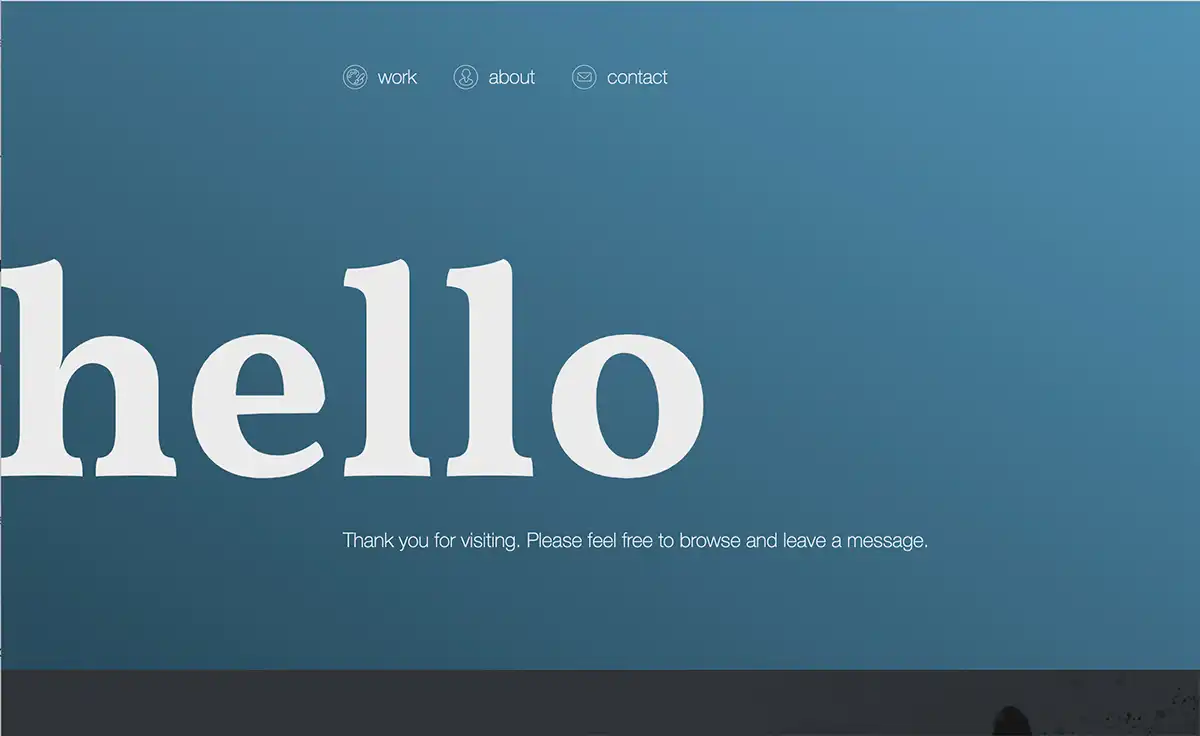 work about contact
hello
Thank you for visiting. Please feel free to browse and leave a message.